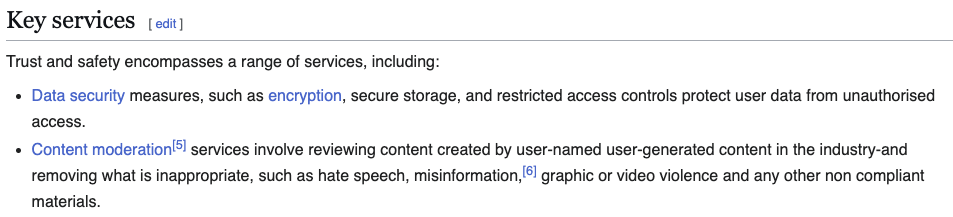 Key services [ edit ]
Trust and safety encompasses a range of services, including:
• Data security measures, such as encryption, secure storage, and restricted access controls protect user data from unauthorised
access.
• Content moderation[5] services involve reviewing content created by user-named user-generated content in the industry-and
removing what is inappropriate, such as hate speech, misinformation,[6] graphic or video violence and any other non compliant
materials.